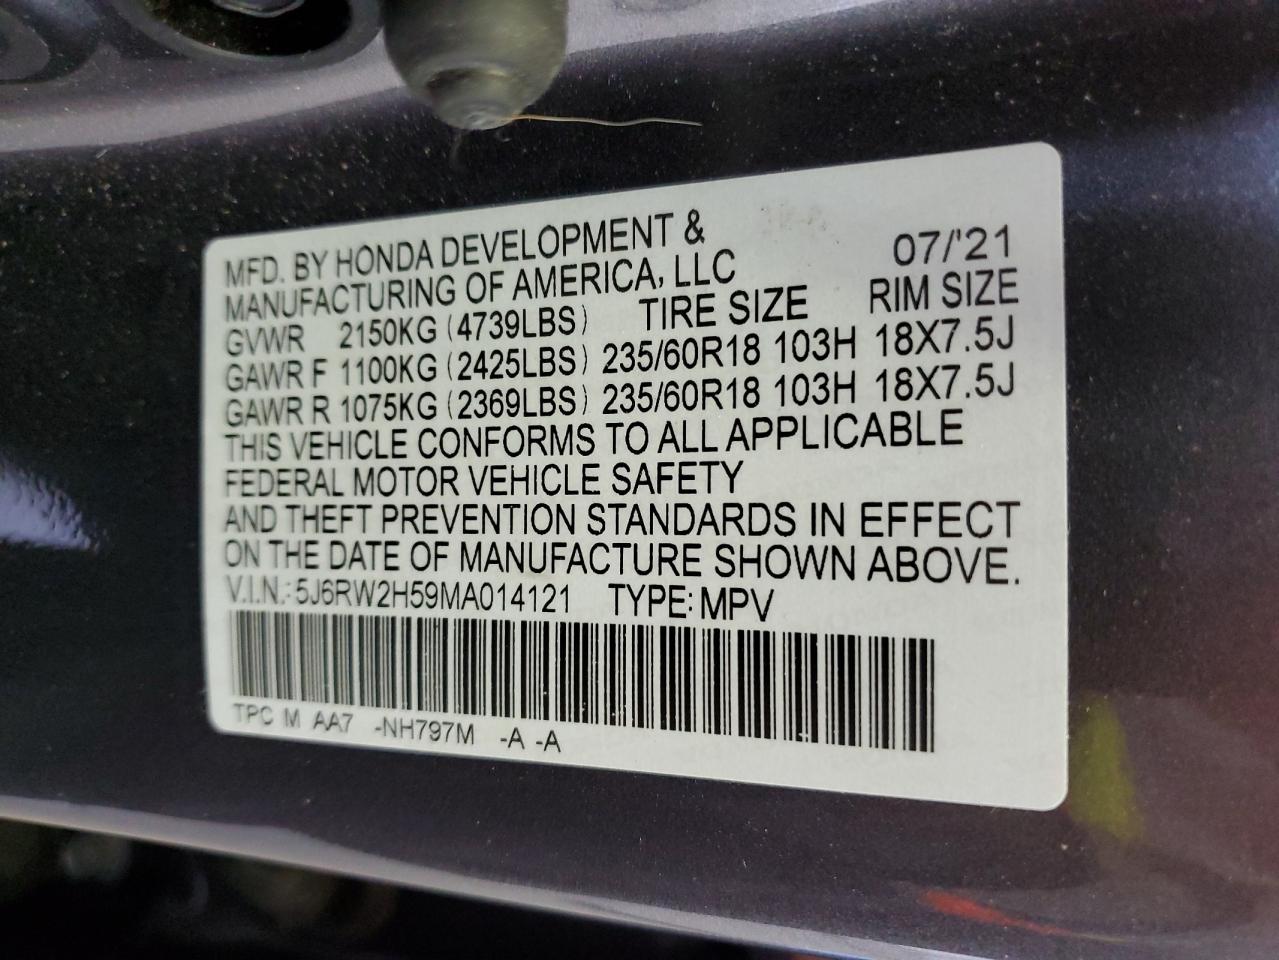 MFD. BY HONDA DEVELOPMENT &
MANUFACTURING OF AMERICA, LLC 07/'21
GVWR 2150KG (4739LBS) TIRE SIZE RIM SIZE
GAWR F 1100KG (2425LBS) 235/60R18 103H 18X7.5J
GAWR R 1075KG (2369LBS) 235/60R18 103H 18X7.5J
THIS VEHICLE CONFORMS TO ALL APPLICABLE
FEDERAL MOTOR VEHICLE SAFETY
AND THEFT PREVENTION STANDARDS IN EFFECT
ON THE DATE OF MANUFACTURE SHOWN ABOVE.
V.I.N.: 5J6RW2H59MA014121 TYPE: MPV
TPC M AA7 -NH797M -A -A